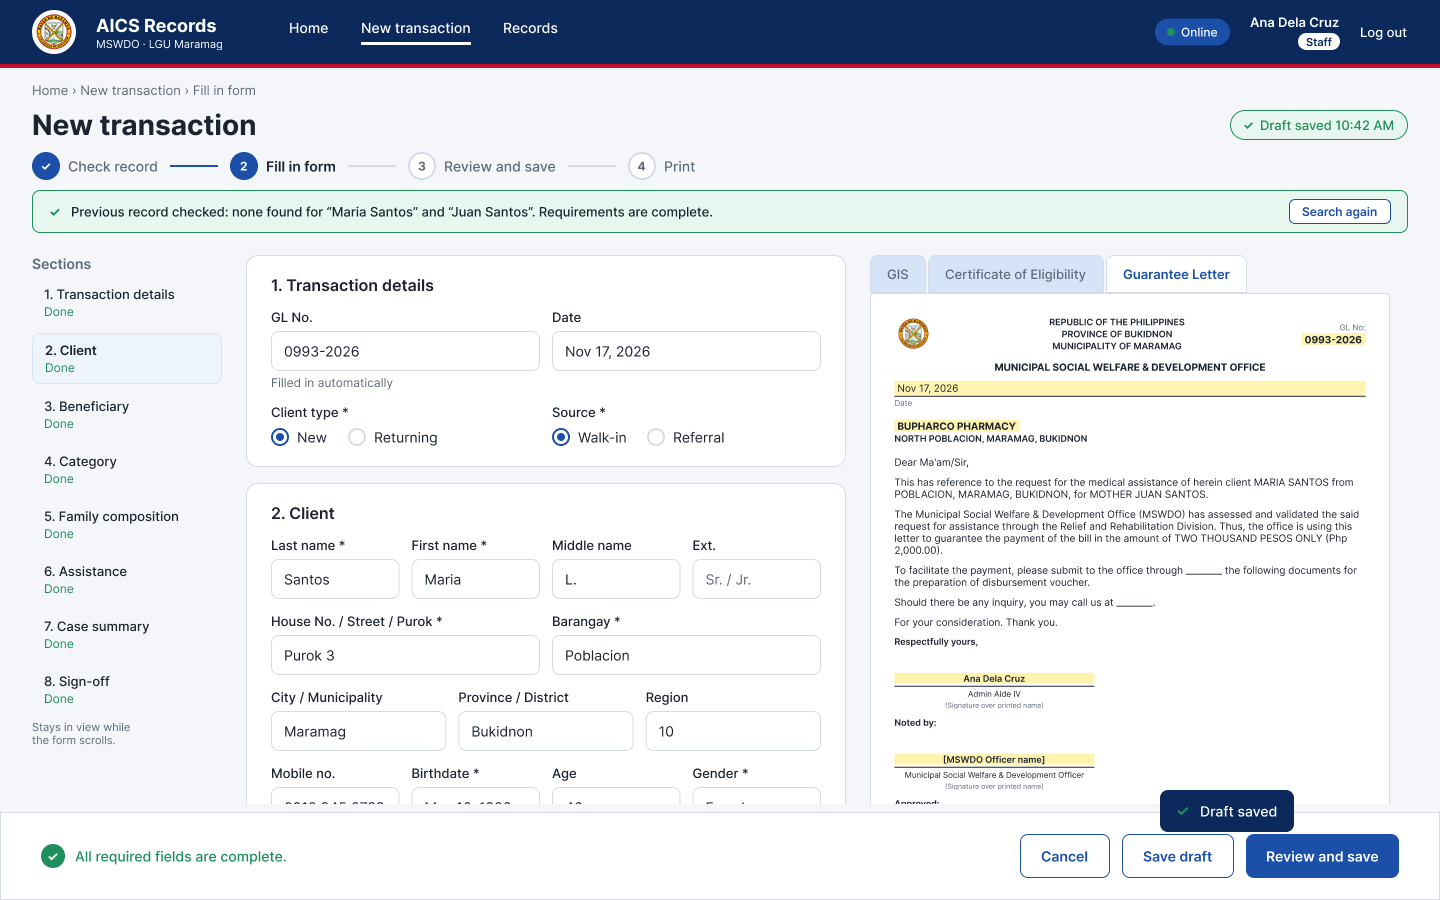 AICS Records
MSWDO · LGU Maramag
Home
New transaction
Records
Online
Ana Dela Cruz
Staff
Log out
Home › New transaction › Fill in form
New transaction
Draft saved 10:42 AM
Check record
2 Fill in form
3 Review and save
4 Print
Previous record checked: none found for “Maria Santos” and “Juan Santos”. Requirements are complete.
Search again
Sections
1. Transaction details
Done
2. Client
Done
3. Beneficiary
Done
4. Category
Done
5. Family composition
Done
6. Assistance
Done
7. Case summary
Done
8. Sign-off
Done
Stays in view while
the form scrolls.
1. Transaction details
GL No.
Date
0993-2026
Nov 17, 2026
Filled in automatically
Client type *
Source *
New
Returning
Walk-in
Referral
2. Client
Last name *
First name *
Middle name
Ext.
Santos
Maria
L.
Sr. / Jr.
House No. / Street / Purok *
Barangay *
Purok 3
Poblacion
City / Municipality
Province / District
Region
Maramag
Bukidnon
10
Mobile no.
Birthdate *
Age
Gender *
GIS
Certificate of Eligibility
Guarantee Letter
REPUBLIC OF THE PHILIPPINES
PROVINCE OF BUKIDNON
MUNICIPALITY OF MARAMAG
GL No:
0993-2026
MUNICIPAL SOCIAL WELFARE & DEVELOPMENT OFFICE
Nov 17, 2026
Date
BUPHARCO PHARMACY
NORTH POBLACION, MARAMAG, BUKIDNON
Dear Ma'am/Sir,
This has reference to the request for the medical assistance of herein client MARIA SANTOS from
POBLACION, MARAMAG, BUKIDNON, for MOTHER JUAN SANTOS.
The Municipal Social Welfare & Development Office (MSWDO) has assessed and validated the said
request for assistance through the Relief and Rehabilitation Division. Thus, the office is using this
letter to guarantee the payment of the bill in the amount of TWO THOUSAND PESOS ONLY (Php
2,000.00).
To facilitate the payment, please submit to the office through _______ the following documents for
the preparation of disbursement voucher.
Should there be any inquiry, you may call us at _______.
For your consideration. Thank you.
Respectfully yours,
Ana Dela Cruz
Admin Aide IV
(Signature over printed name)
Noted by:
[MSWDO Officer name]
Municipal Social Welfare & Development Officer
(Signature over printed name)
Approved:
Draft saved
All required fields are complete.
Cancel
Save draft
Review and save